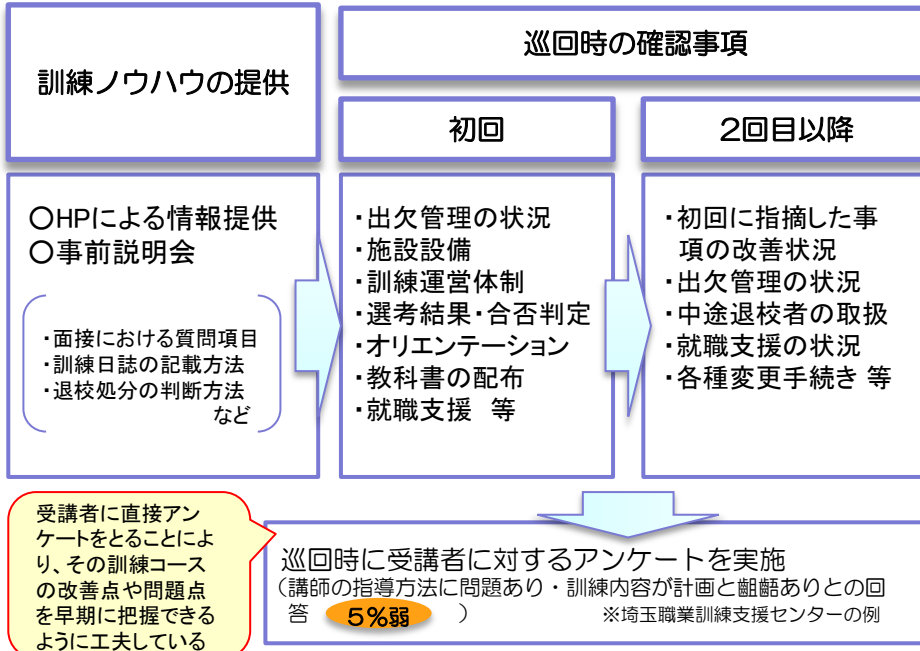 訓練ノウハウの提供
巡回時の確認事項
初回
2回目以降
〇HPによる情報提供
〇事前説明会
・面接における質問項目
・訓練日誌の記載方法
・退校処分の判断方法
など
・出欠管理の状況
・施設設備
・訓練運営体制
・選考結果・合否判定
・オリエンテーション
・教科書の配布
・就職支援 等
・初回に指摘した事
項の改善状況
・出欠管理の状況
・中途退校者の取扱
・就職支援の状況
・各種変更手続き 等
受講者に直接アン
ケートをとることによ
り、その訓練コース
の改善点や問題点
を早期に把握できる
ように工夫している
巡回時に受講者に対するアンケートを実施
（講師の指導方法に問題あり・訓練内容が計画と齟齬ありとの回
答 5%弱 ） ※埼玉職業訓練支援センターの例